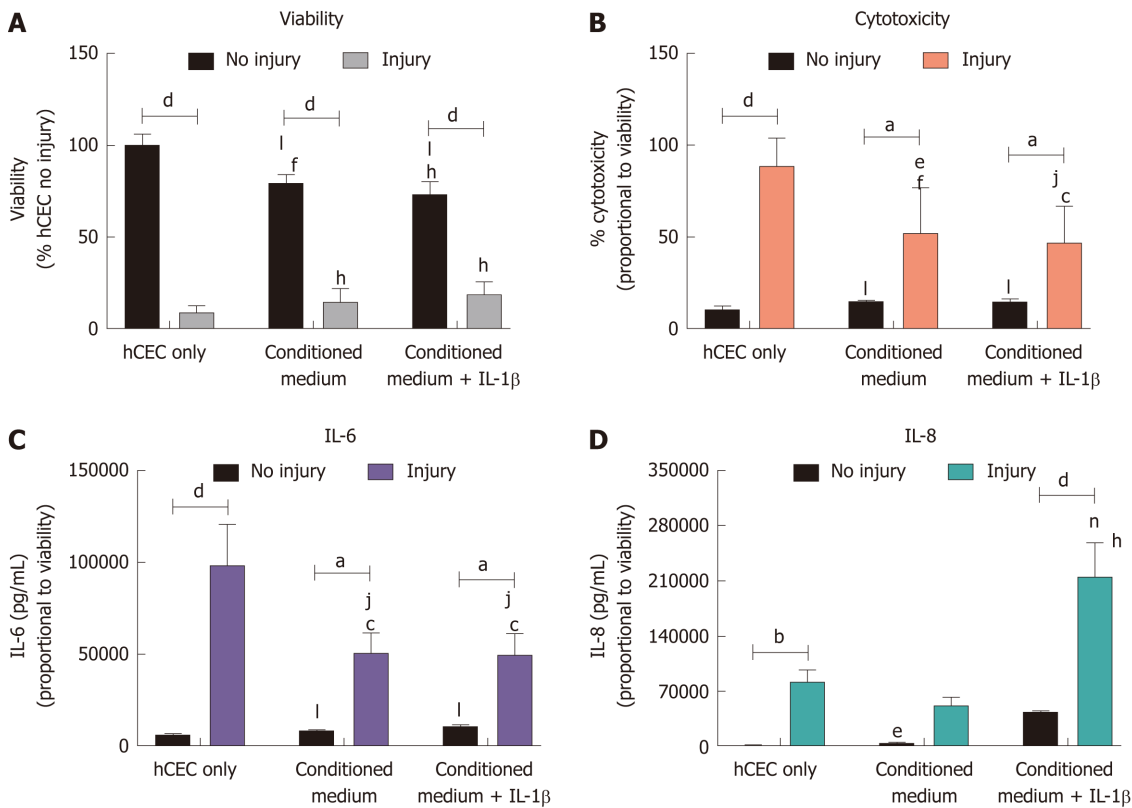 A
Viability
150
No injury
Injury
d
d
d
100
l
f
l
h
50
h
h
0
Viability
(% hCEC no injury)
hCEC only
Conditioned
medium
Conditioned
medium + IL-1β
B
Cytotoxicity
150
No injury
Injury
d
a
a
100
e
f
j
c
50
l
l
0
% cytotoxicity
(proportional to viability)
hCEC only
Conditioned
medium
Conditioned
medium + IL-1β
C
IL-6
150000
No injury
Injury
d
100000
a
a
j
c
j
c
50000
l
l
0
IL-6 (pg/mL)
(proportional to viability)
hCEC only
Conditioned
medium
Conditioned
medium + IL-1β
D
IL-8
350000
No injury
Injury
d
280000
n
h
210000
140000
b
70000
e
0
IL-8 (pg/mL)
(proportional to viability)
hCEC only
Conditioned
medium
Conditioned
medium + IL-1β